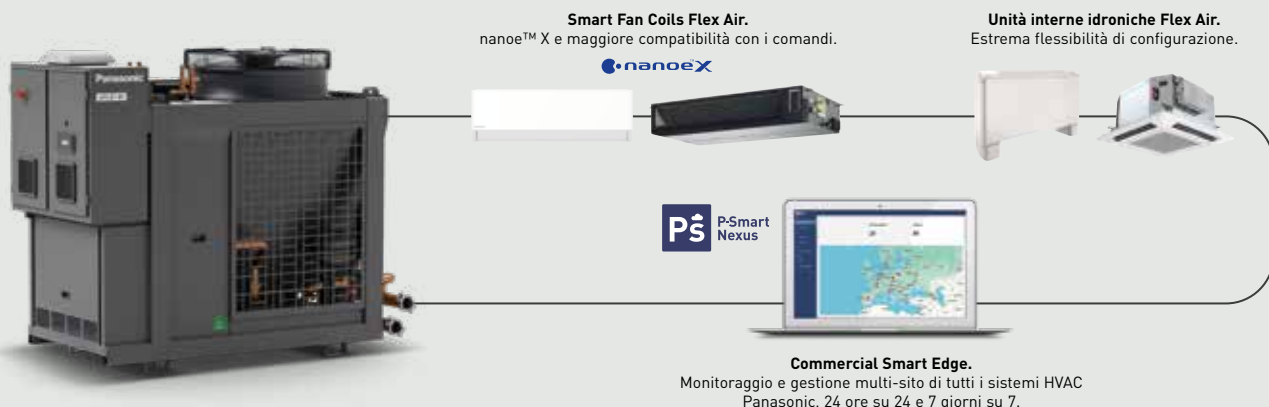 Smart Fan Coils Flex Air.
nanoe™ X e maggiore compatibilità con i comandi.
nanoe™X
Unità interne idroniche Flex Air.
Estrema flessibilità di configurazione.
Panasonic
PS
P-Smart
Nexus
Commercial Smart Edge.
Monitoraggio e gestione multi-sito di tutti i sistemi HVAC
Panasonic, 24 ore su 24 e 7 giorni su 7.